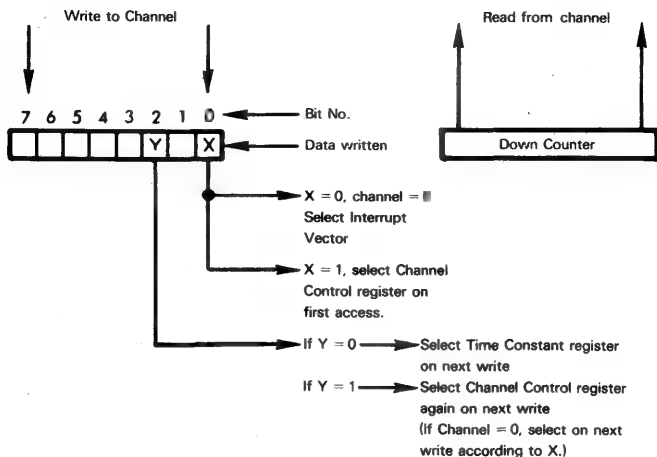 Write to Channel
Read from channel
7 6 5 4 3 2 1 0
Bit No.
Y X
Data written
Down Counter
X = 0, channel =
Select Interrupt
Vector
X = 1, select Channel
Control register on
first access.
If Y = 0
Select Time Constant register
on next write
If Y = 1
Select Channel Control register
again on next write
(If Channel = 0, select on next
write according to X.)